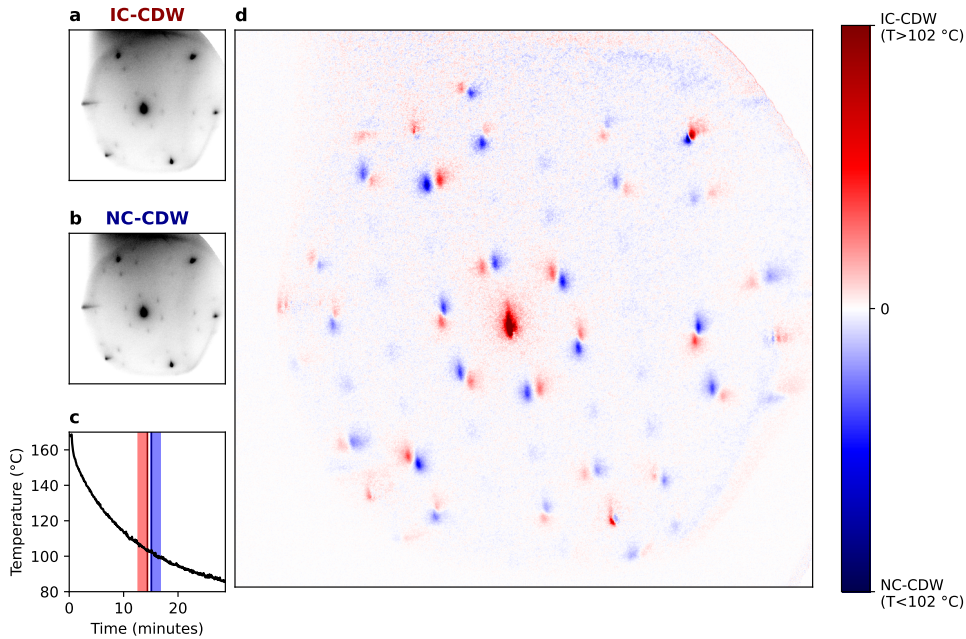 a IC-CDW
b NC-CDW
c
160
140
120
100
80
Temperature (°C)
0 10 20
Time (minutes)
d
IC-CDW
(T>102 °C)
0
NC-CDW
(T<102 °C)